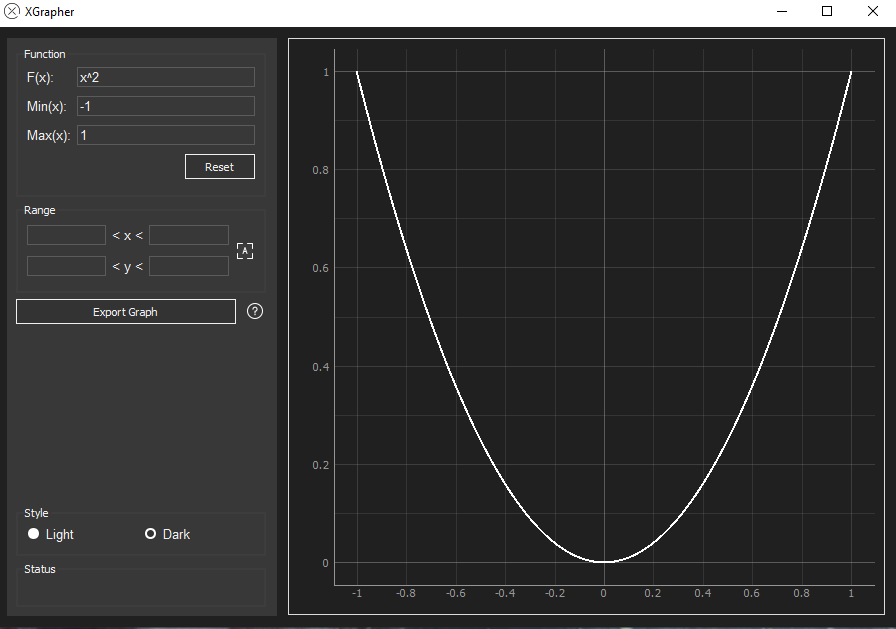 XGrapher
Function
F(x): x^2
Min(x): -1
Max(x): 1
Reset
Range
< x <
A
< y <
Export Graph ?
Style
Light Dark
Status
1
0.8
0.6
0.4
0.2
0
-1 -0.8 -0.6 -0.4 -0.2 0 0.2 0.4 0.6 0.8 1